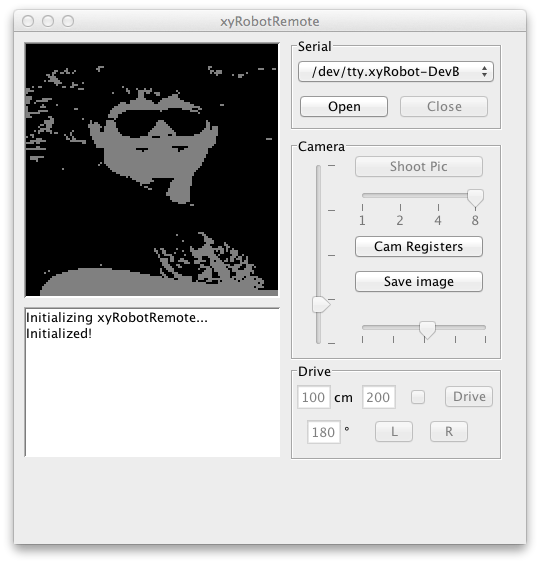 xyRobotRemote
Serial
/dev/tty.xyRobot-DevB
Open Close
Camera
Shoot Pic
1 2 4 8
Cam Registers
Save image
Initializing xyRobotRemote...
Initialized!
Drive
100 cm 200 Drive
180 ° L R